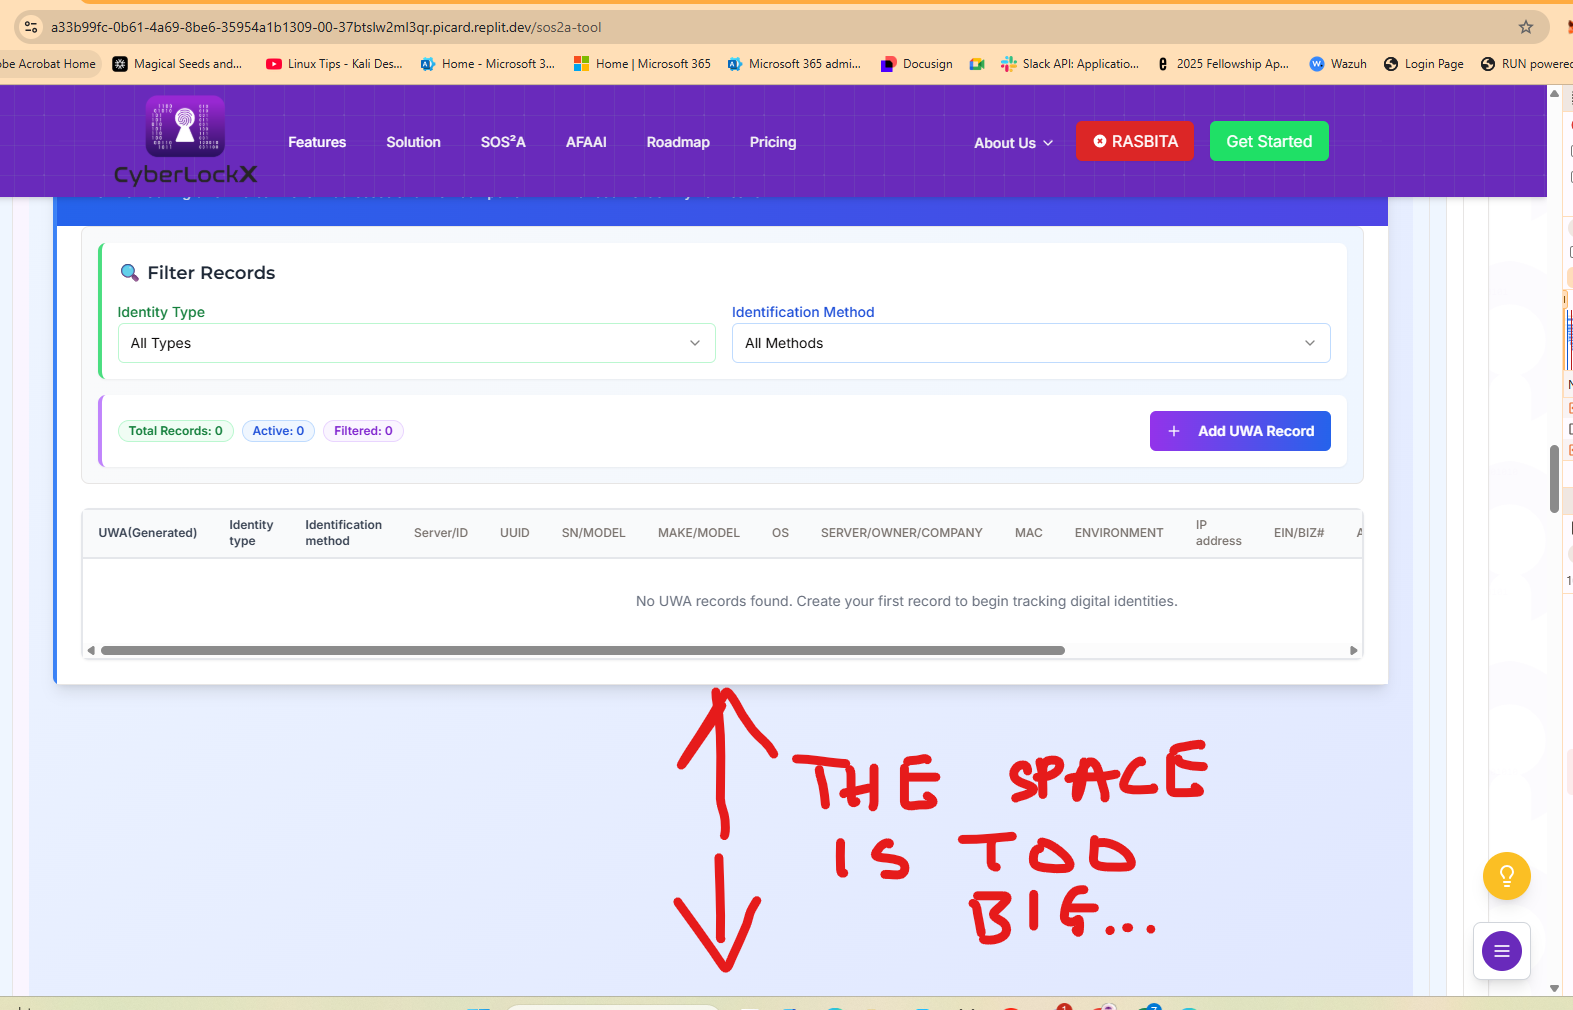 a33b99fc-0b61-4a69-8be6-35954a1b1309-00-37btslw2ml3qr.picard.replit.dev/sos2a-tool
obe Acrobat Home Magical Seeds and... Linux Tips - Kali Des... Home - Microsoft 3... Home | Microsoft 365 Microsoft 365 admi... Docusign Slack API: Applicatio... 2025 Fellowship Ap... Wazuh Login Page RUN powered
CyberLockX
Features Solution SOS²A AFAAI Roadmap Pricing About Us RASBITA Get Started
Filter Records
Identity Type Identification Method
All Types All Methods
Total Records: 0 Active: 0 Filtered: 0 + Add UWA Record
UWA(Generated) Identity type Identification method Server/ID UUID SN/MODEL MAKE/MODEL OS SERVER/OWNER/COMPANY MAC ENVIRONMENT IP address EIN/BIZ#
No UWA records found. Create your first record to begin tracking digital identities.
THE SPACE
IS TOO
BIG...